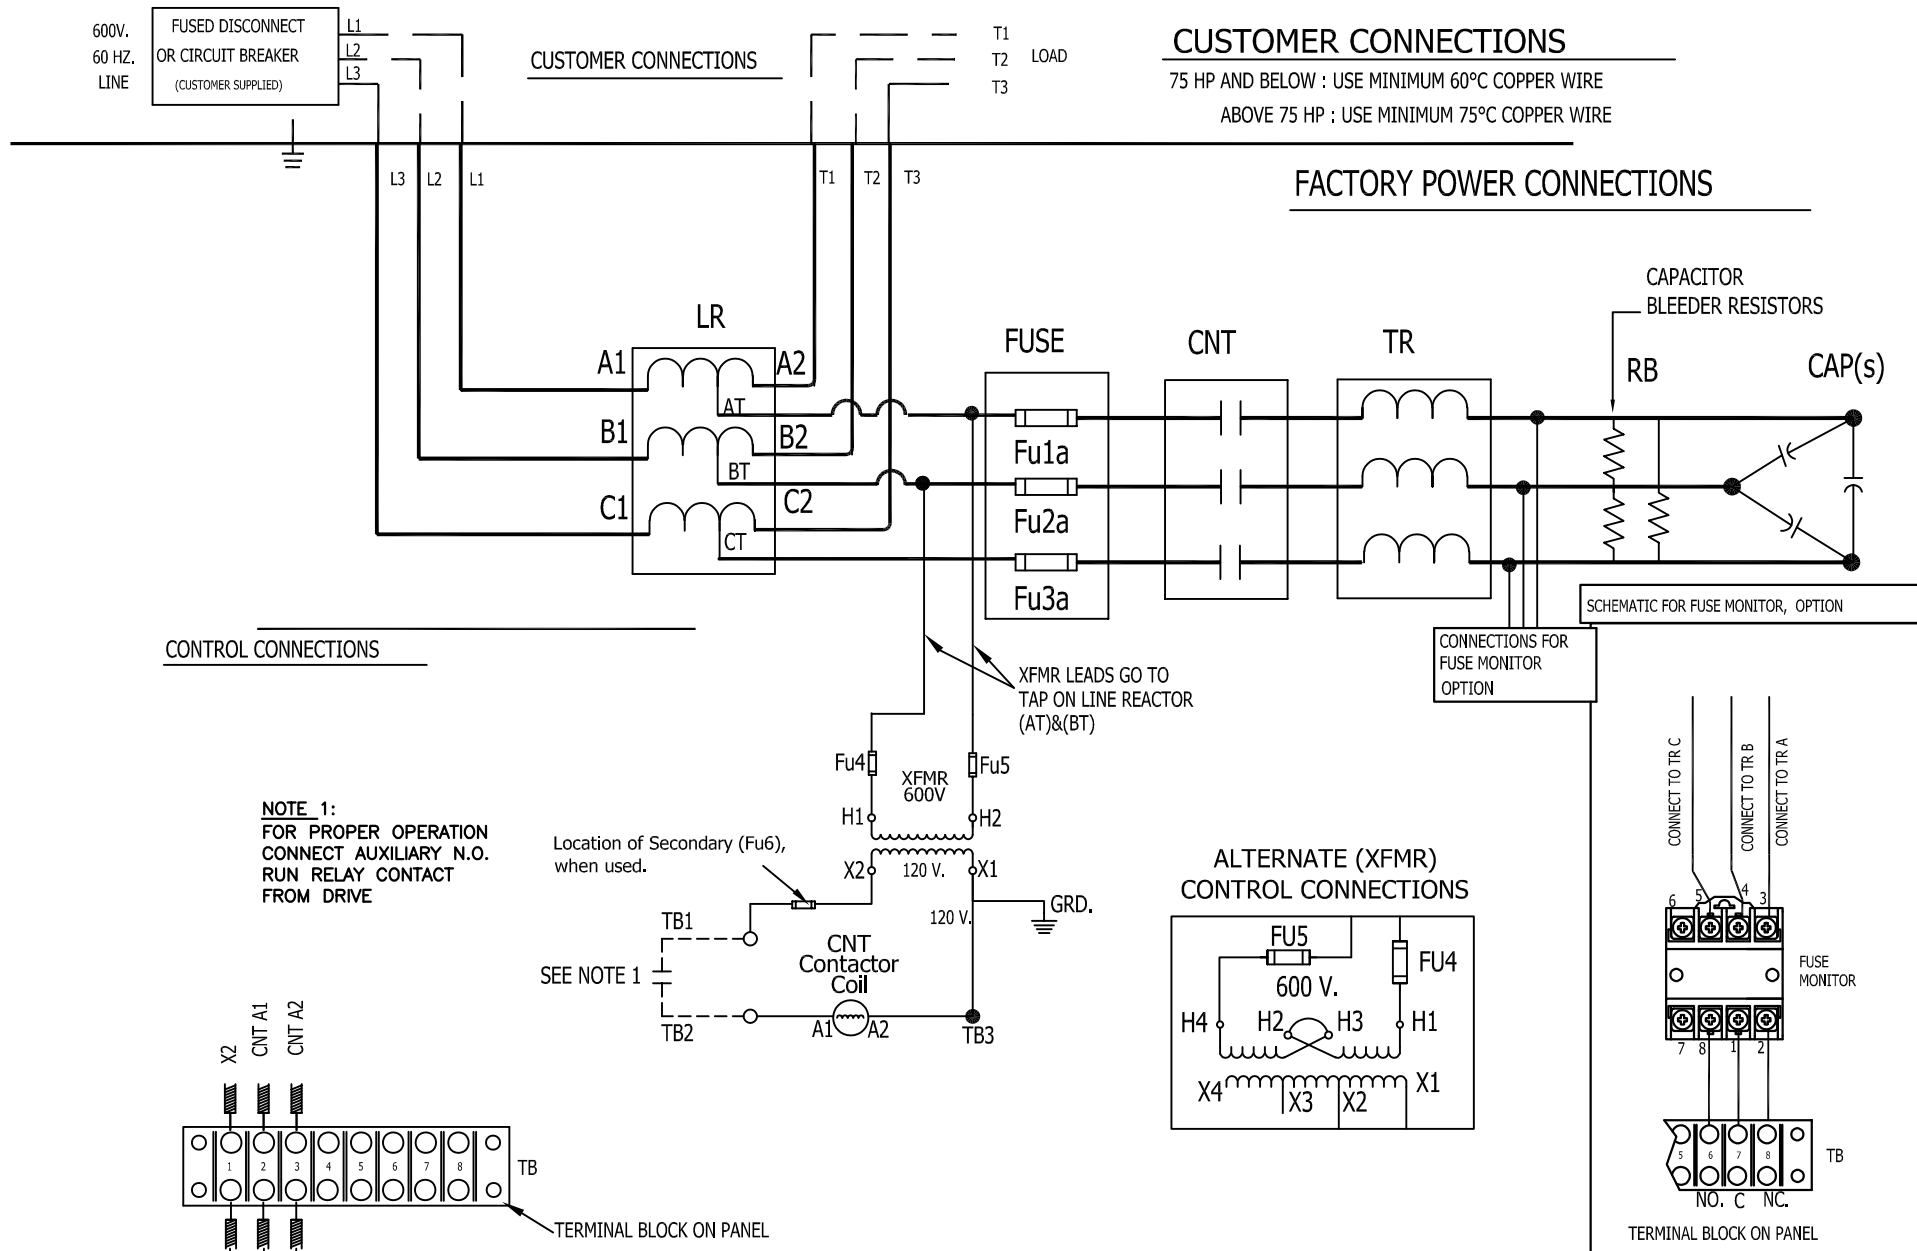 600V.
60 HZ.
LINE
FUSED DISCONNECT
OR CIRCUIT BREAKER
(CUSTOMER SUPPLIED)
L1
L2
L3
CUSTOMER CONNECTIONS
T1
T2
T3
LOAD
CUSTOMER CONNECTIONS
75 HP AND BELOW : USE MINIMUM 60°C COPPER WIRE
ABOVE 75 HP : USE MINIMUM 75°C COPPER WIRE
L3
L2
L1
T1
T2
T3
FACTORY POWER CONNECTIONS
LR
A1
A2
AT
B1
B2
BT
C1
C2
CT
FUSE
Fu1a
Fu2a
Fu3a
CNT
TR
CAPACITOR
BLEEDER RESISTORS
RB
CAP(s)
SCHEMATIC FOR FUSE MONITOR, OPTION
CONNECTIONS FOR
FUSE MONITOR
OPTION
CONTROL CONNECTIONS
XFMR LEADS GO TO
TAP ON LINE REACTOR
(AT)&(BT)
Fu4
XFMR
600V
Fu5
H1
H2
X2
120 V.
X1
120 V.
GRD.
NOTE 1:
FOR PROPER OPERATION
CONNECT AUXILIARY N.O.
RUN RELAY CONTACT
FROM DRIVE
Location of Secondary (Fu6),
when used.
TB1
SEE NOTE 1
TB2
CNT
Contactor
Coil
A1
A2
TB3
ALTERNATE (XFMR)
CONTROL CONNECTIONS
FU5
600 V.
FU4
H4
H2
H3
H1
X4
X3
X2
X1
CONNECT TO TR C
CONNECT TO TR B
CONNECT TO TR A
6
5
4
3
FUSE
MONITOR
7
8
1
2
5
6
7
8
TB
NO.
C
NC.
TERMINAL BLOCK ON PANEL
X2
CNT A1
CNT A2
1
2
3
4
5
6
7
8
TB
TERMINAL BLOCK ON PANEL